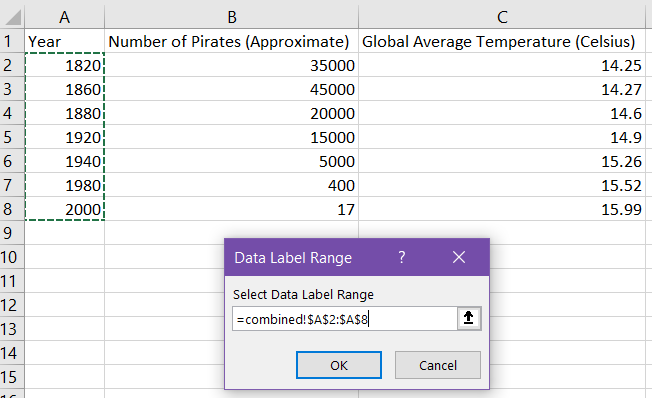 A B C
1 Year Number of Pirates (Approximate) Global Average Temperature (Celsius)
2 1820 35000 14.25
3 1860 45000 14.27
4 1880 20000 14.6
5 1920 15000 14.9
6 1940 5000 15.26
7 1980 400 15.52
8 2000 17 15.99
9
10
11
12
13
14
15
Data Label Range ? ×
Select Data Label Range
=combined!$A$2:$A$8
OK Cancel